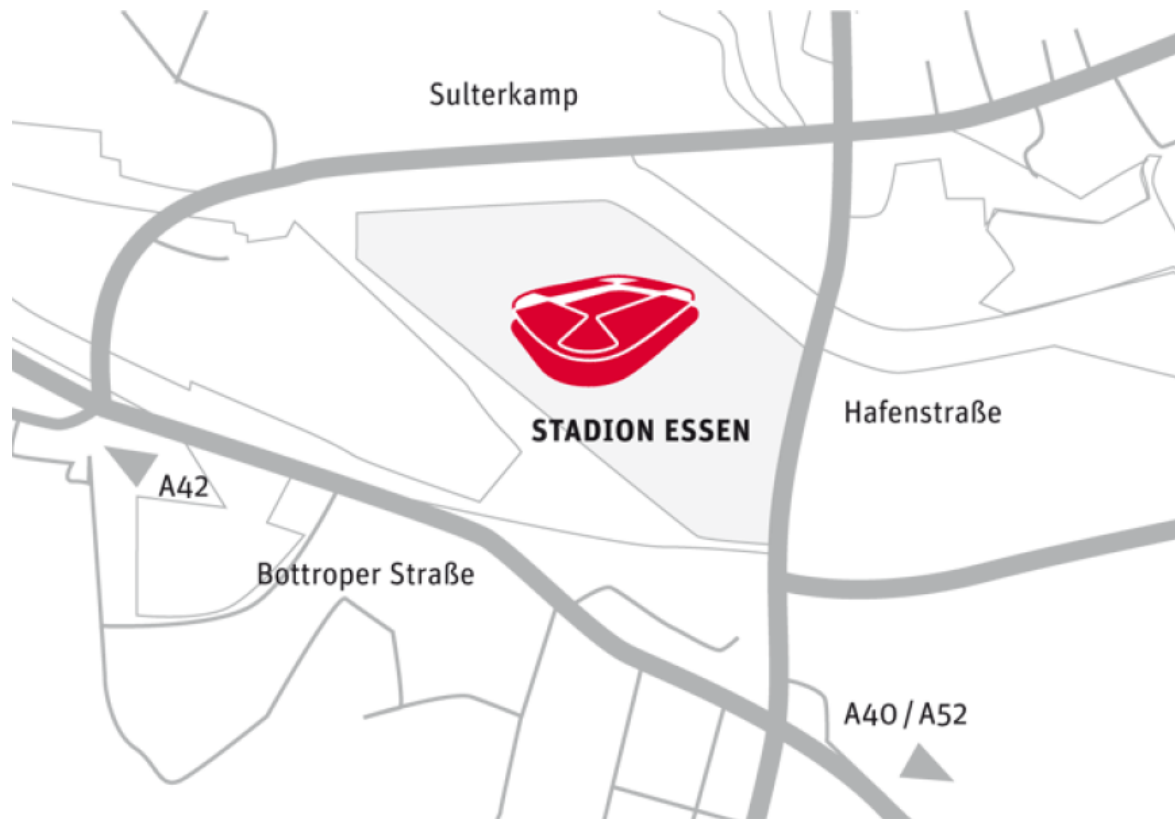 Sulterkamp
STADION ESSEN
Hafenstraße
A42
Bottroper Straße
A40 / A52